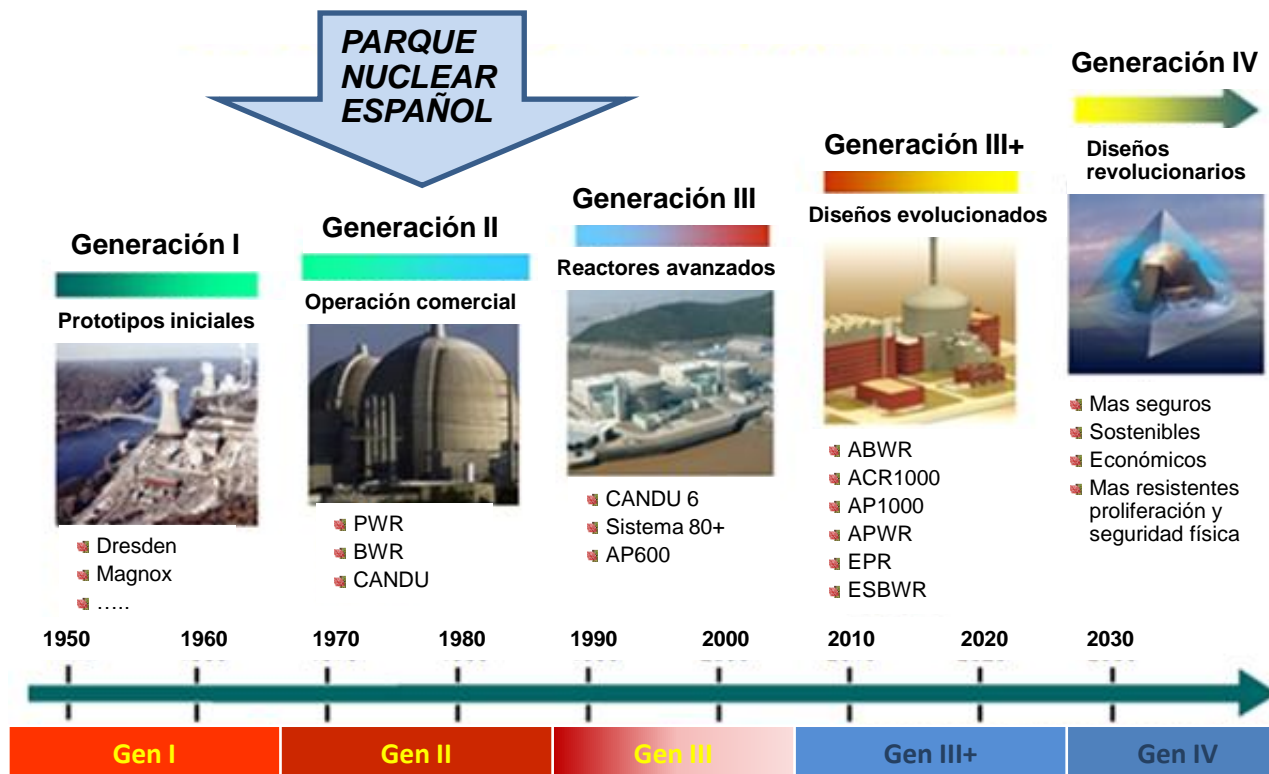 PARQUE
NUCLEAR
ESPAÑOL
Generación I
Prototipos iniciales
Dresden
Magnox
…..
Generación II
Operación comercial
PWR
BWR
CANDU
Generación III
Reactores avanzados
CANDU 6
Sistema 80+
AP600
Generación III+
Diseños evolucionados
ABWR
ACR1000
AP1000
APWR
EPR
ESBWR
Generación IV
Diseños
revolucionarios
Mas seguros
Sostenibles
Económicos
Mas resistentes
proliferación y
seguridad física
1950 1960 1970 1980 1990 2000 2010 2020 2030
Gen I Gen II Gen III Gen III+ Gen IV